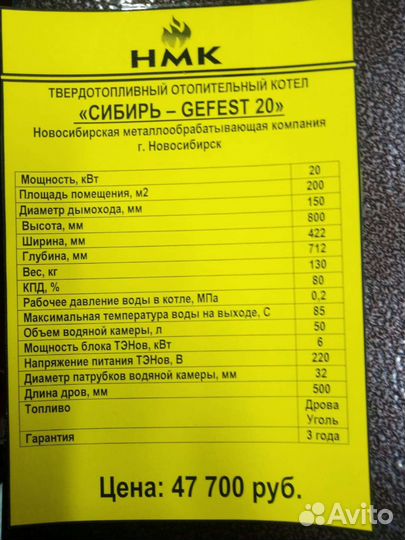 НМК
ТВЕРДОТОПЛИВНЫЙ ОТОПИТЕЛЬНЫЙ КОТЕЛ
«СИБИРЬ – GEFEST 20»
Новосибирская металлообрабатывающая компания
г. Новосибирск
Мощность, кВт 20
Площадь помещения, м2 200
Диаметр дымохода, мм 150
Высота, мм 800
Ширина, мм 422
Глубина, мм 712
Вес, кг 130
КПД, % 80
Рабочее давление воды в котле, МПа 0,2
Максимальная температура воды на выходе, С 85
Объем водяной камеры, л 50
Мощность блока ТЭНов, кВт 6
Напряжение питания ТЭНов, В 220
Диаметр патрубков водяной камеры, мм 32
Длина дров, мм 500
Топливо Дрова
Уголь
Гарантия 3 года
Цена: 47 700 руб.
Avito